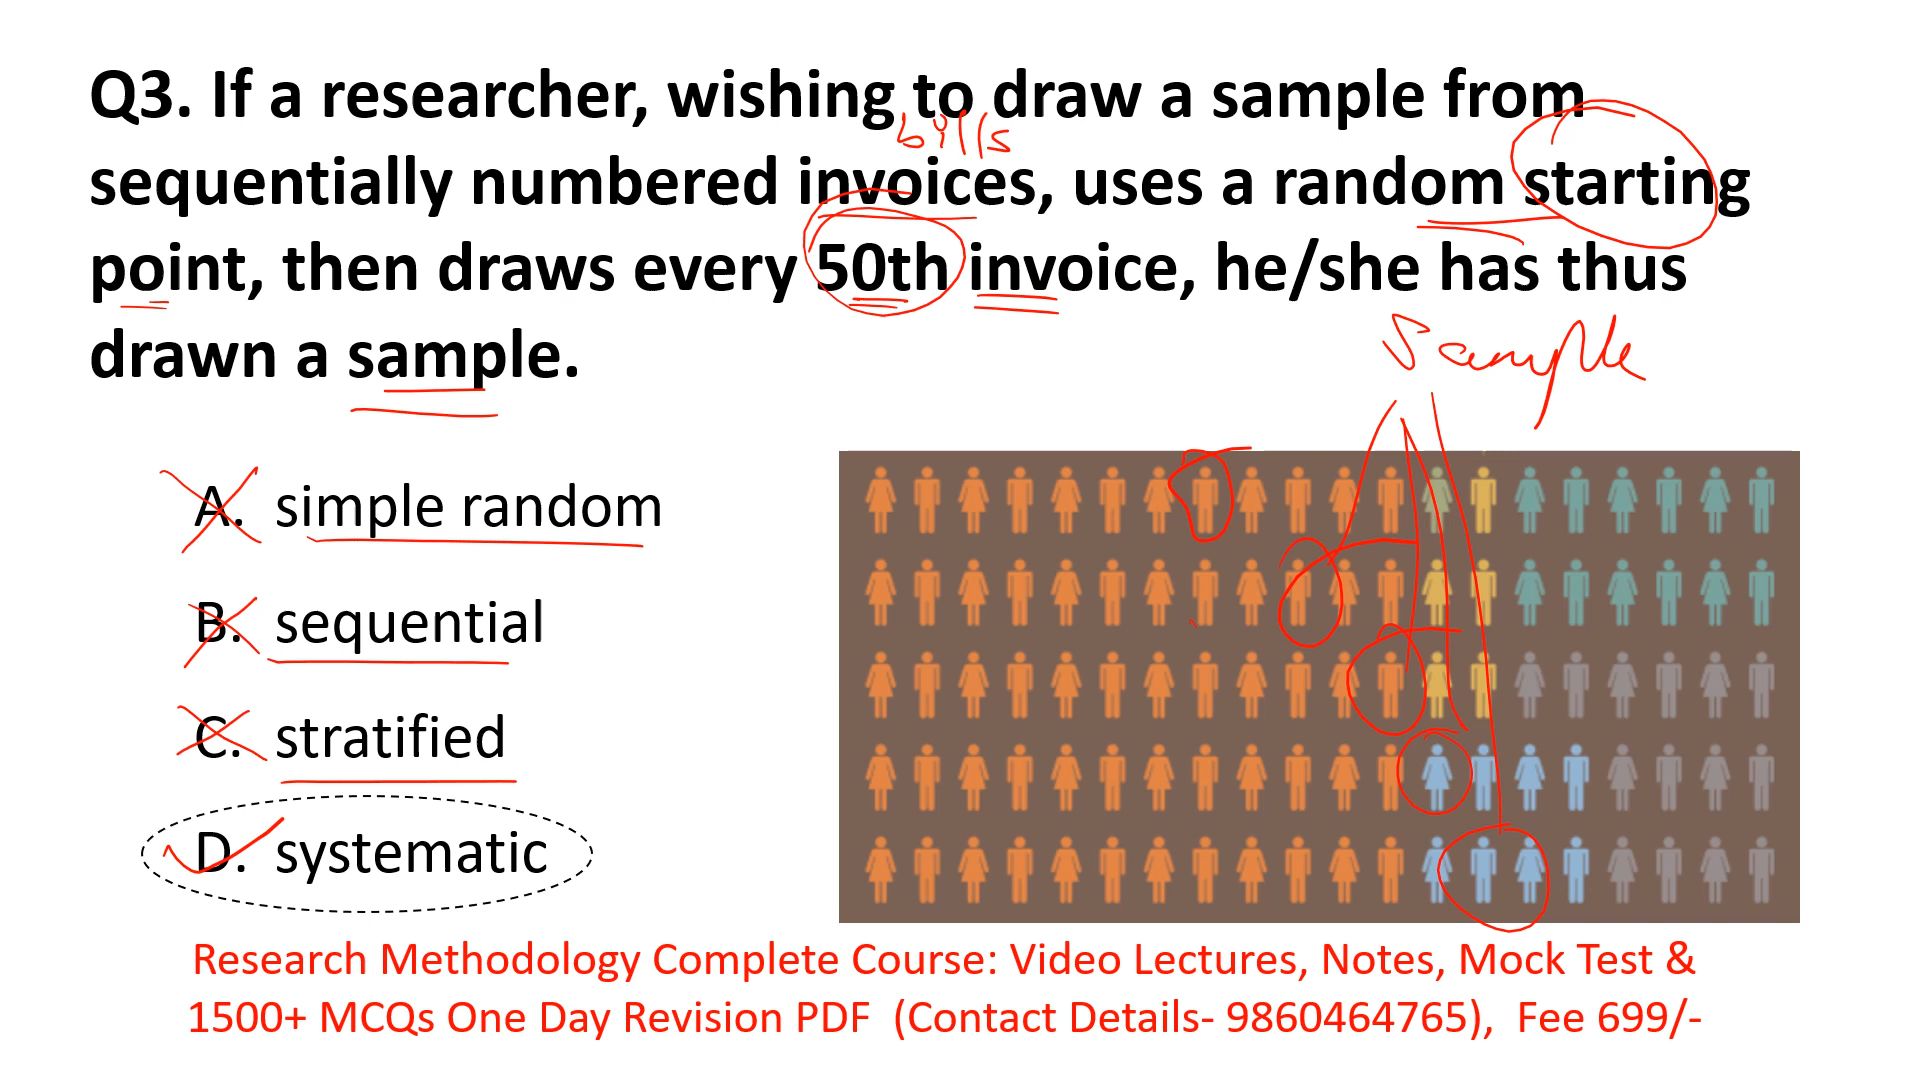 Q3. If a researcher, wishing to draw a sample from
bills
sequentially numbered invoices, uses a random starting
point, then draws every 50th invoice, he/she has thus
drawn a sample.
Sample
A. simple random
B. sequential
C. stratified
D. systematic
Research Methodology Complete Course: Video Lectures, Notes, Mock Test &
1500+ MCQs One Day Revision PDF (Contact Details- 9860464765), Fee 699/-